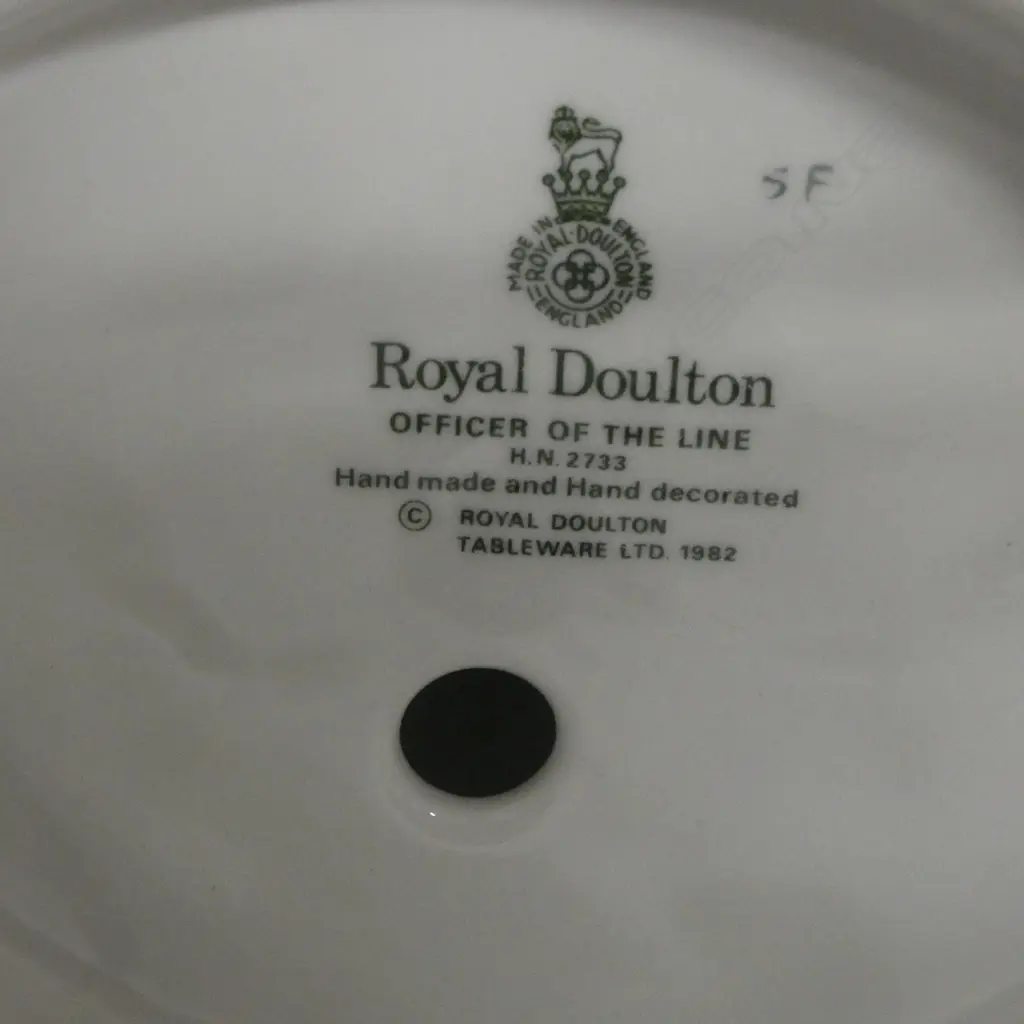 SF
MADE IN ENGLAND
ROYAL·DOULTON
ENGLAND
Royal Doulton
OFFICER OF THE LINE
H.N. 2733
Hand made and Hand decorated
© ROYAL DOULTON
TABLEWARE LTD. 1982